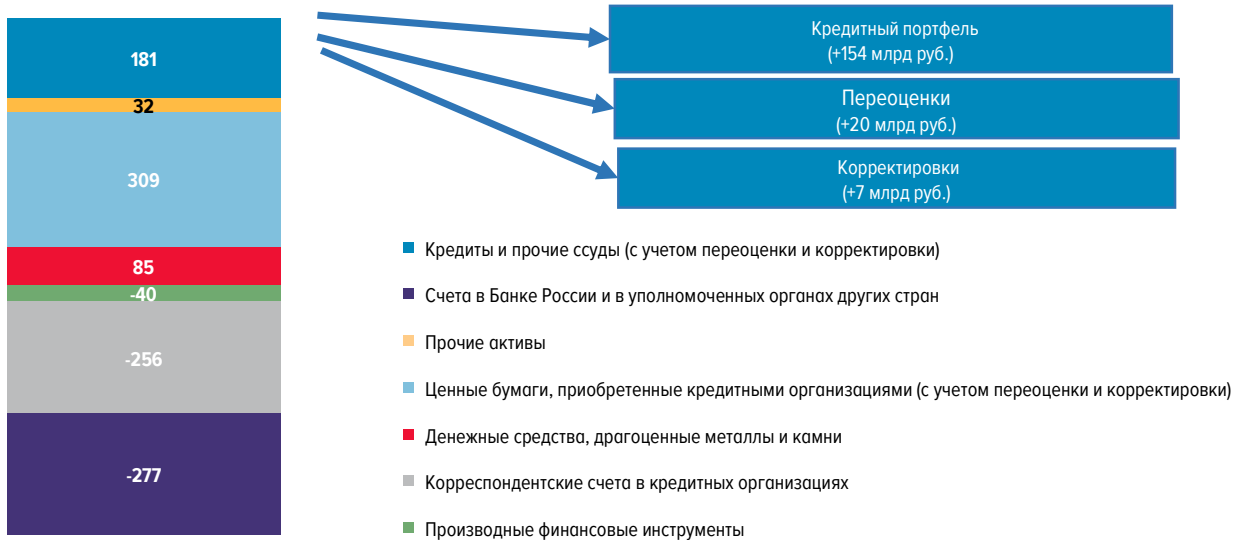 181
32
309
85
-40
-256
-277
Кредитный портфель
(+154 млрд руб.)
Переоценки
(+20 млрд руб.)
Корректировки
(+7 млрд руб.)
Кредиты и прочие ссуды (с учетом переоценки и корректировки)
Счета в Банке России и в уполномоченных органах других стран
Прочие активы
Ценные бумаги, приобретенные кредитными организациями (с учетом переоценки и корректировки)
Денежные средства, драгоценные металлы и камни
Корреспондентские счета в кредитных организациях
Производные финансовые инструменты